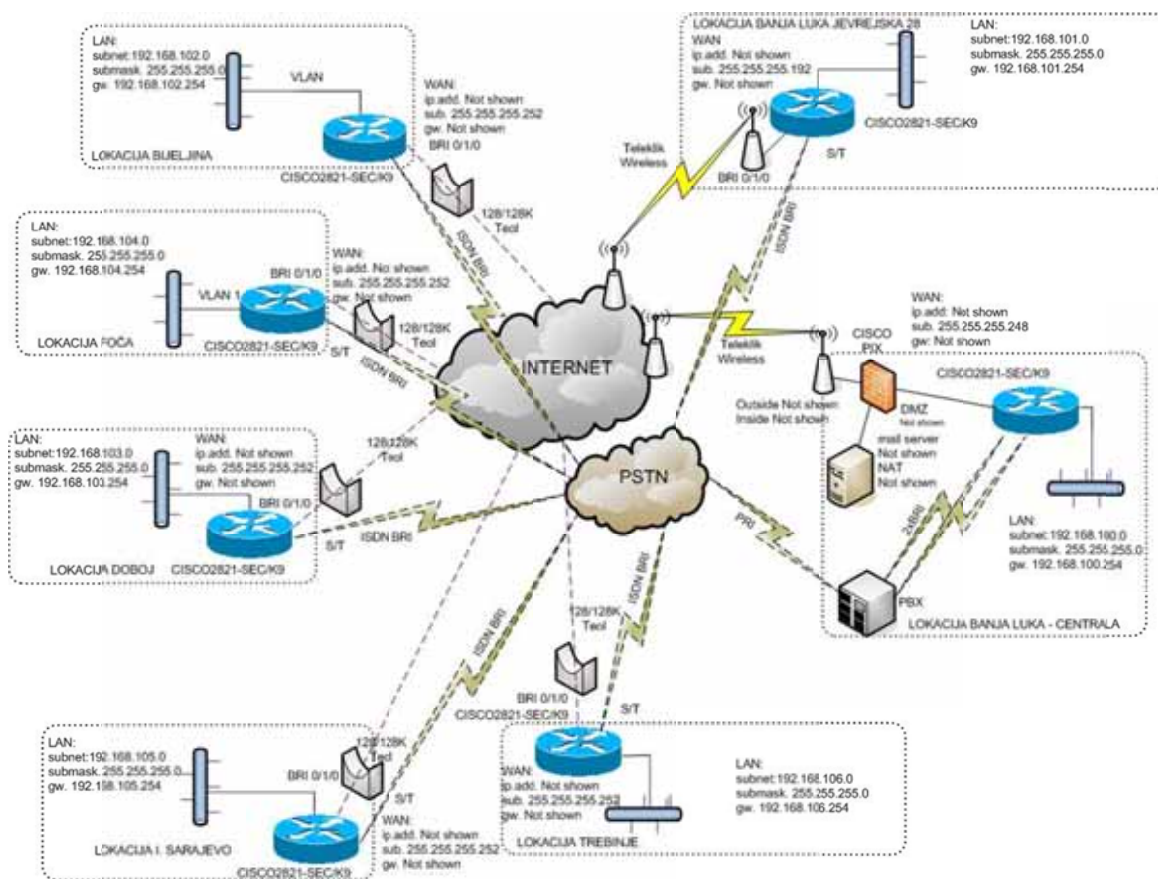 LAN:
subnet:192.168.102.0
submask. 255.255.255.0
gw. 192.168.102.254
VLAN
WAN:
ip.add. Not shown
sub. 255.255.255.252
gw. Not shown
BRI 0/1/0
LOKACIJA BIJELJINA
CISCO2821-SEC/K9
128/128K
Teol
ISDN BRI
LOKACIJA BANJA LUKA JEVREJSKA 28
WAN
ip.add. Not shown
sub. 255.255.255.192
gw. Not shown
LAN:
subnet:192.168.101.0
submask. 255.255.255.0
gw. 192.168.101.254
CISCO2821-SEC/K9
S/T
BRI 0/1/0
Teleklik
Wireless
ISDN BRI
LAN:
subnet:192.168.104.0
submask. 255.255.255.0
gw. 192.168.104.254
BRI 0/1/0
VLAN 1
WAN:
ip.add. No shown
sub. 255.255.255.252
gw. Not shown
LOKACIJA FOČA
CISCO2821-SEC/K9
S/T
128/128K
Teol
ISDN BRI
INTERNET
Teleklik
Wireless
WAN:
ip.add: Not shown
sub. 255.255.255.248
gw: Not shown
CISCO
PIX
CISCO2821-SEC/K9
Outside Not shown
Inside Not shown
DMZ
Not shown
mail server
Not shown
NAT
Not shown
LAN:
subnet:192.168.103.0
submask. 255.255.255.0
gw. 192.168.103.254
WAN:
ip.add. Not shown
sub. 255.255.255.252
gw. Not shown
BRI 0/1/0
LOKACIJA DOBOJ
CISCO2821-SEC/K9
S/T
128/128K
Teol
ISDN BRI
PSTN
PRI
2xBRI
LAN:
subnet:192.168.100.0
submask. 255.255.255.0
gw. 192.168.100.254
PBX
LOKACIJA BANJA LUKA - CENTRALA
ISDN BRI
ISDN BRI
128/128K
Teol
BRI 0/1/0
CISCO2821-SEC/K9
S/T
WAN:
ip.add. Not shown
sub. 255.255.255.252
gw. Not shown
LAN:
subnet:192.168.106.0
submask. 255.255.255.0
gw. 192.168.106.254
LOKACIJA TREBINJE
LAN:
subnet:192.168.105.0
submask. 255.255.255.0
gw. 192.168.105.254
128/128K
Teol
BRI 0/1/0
S/T
WAN:
ip.add. Not shown
sub. 255.255.255.252
gw. Not shown
LOKACIJA I. SARAJEVO
CISCO2821-SEC/K9